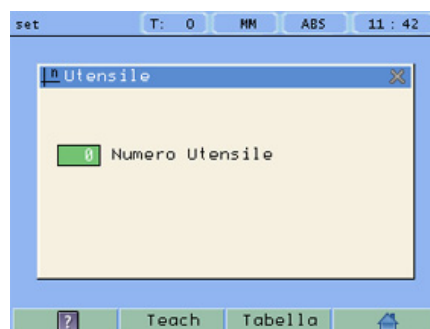 set T: 0 MM ABS 11 : 42
n Utensile
0 Numero Utensile
? Teach Tabella